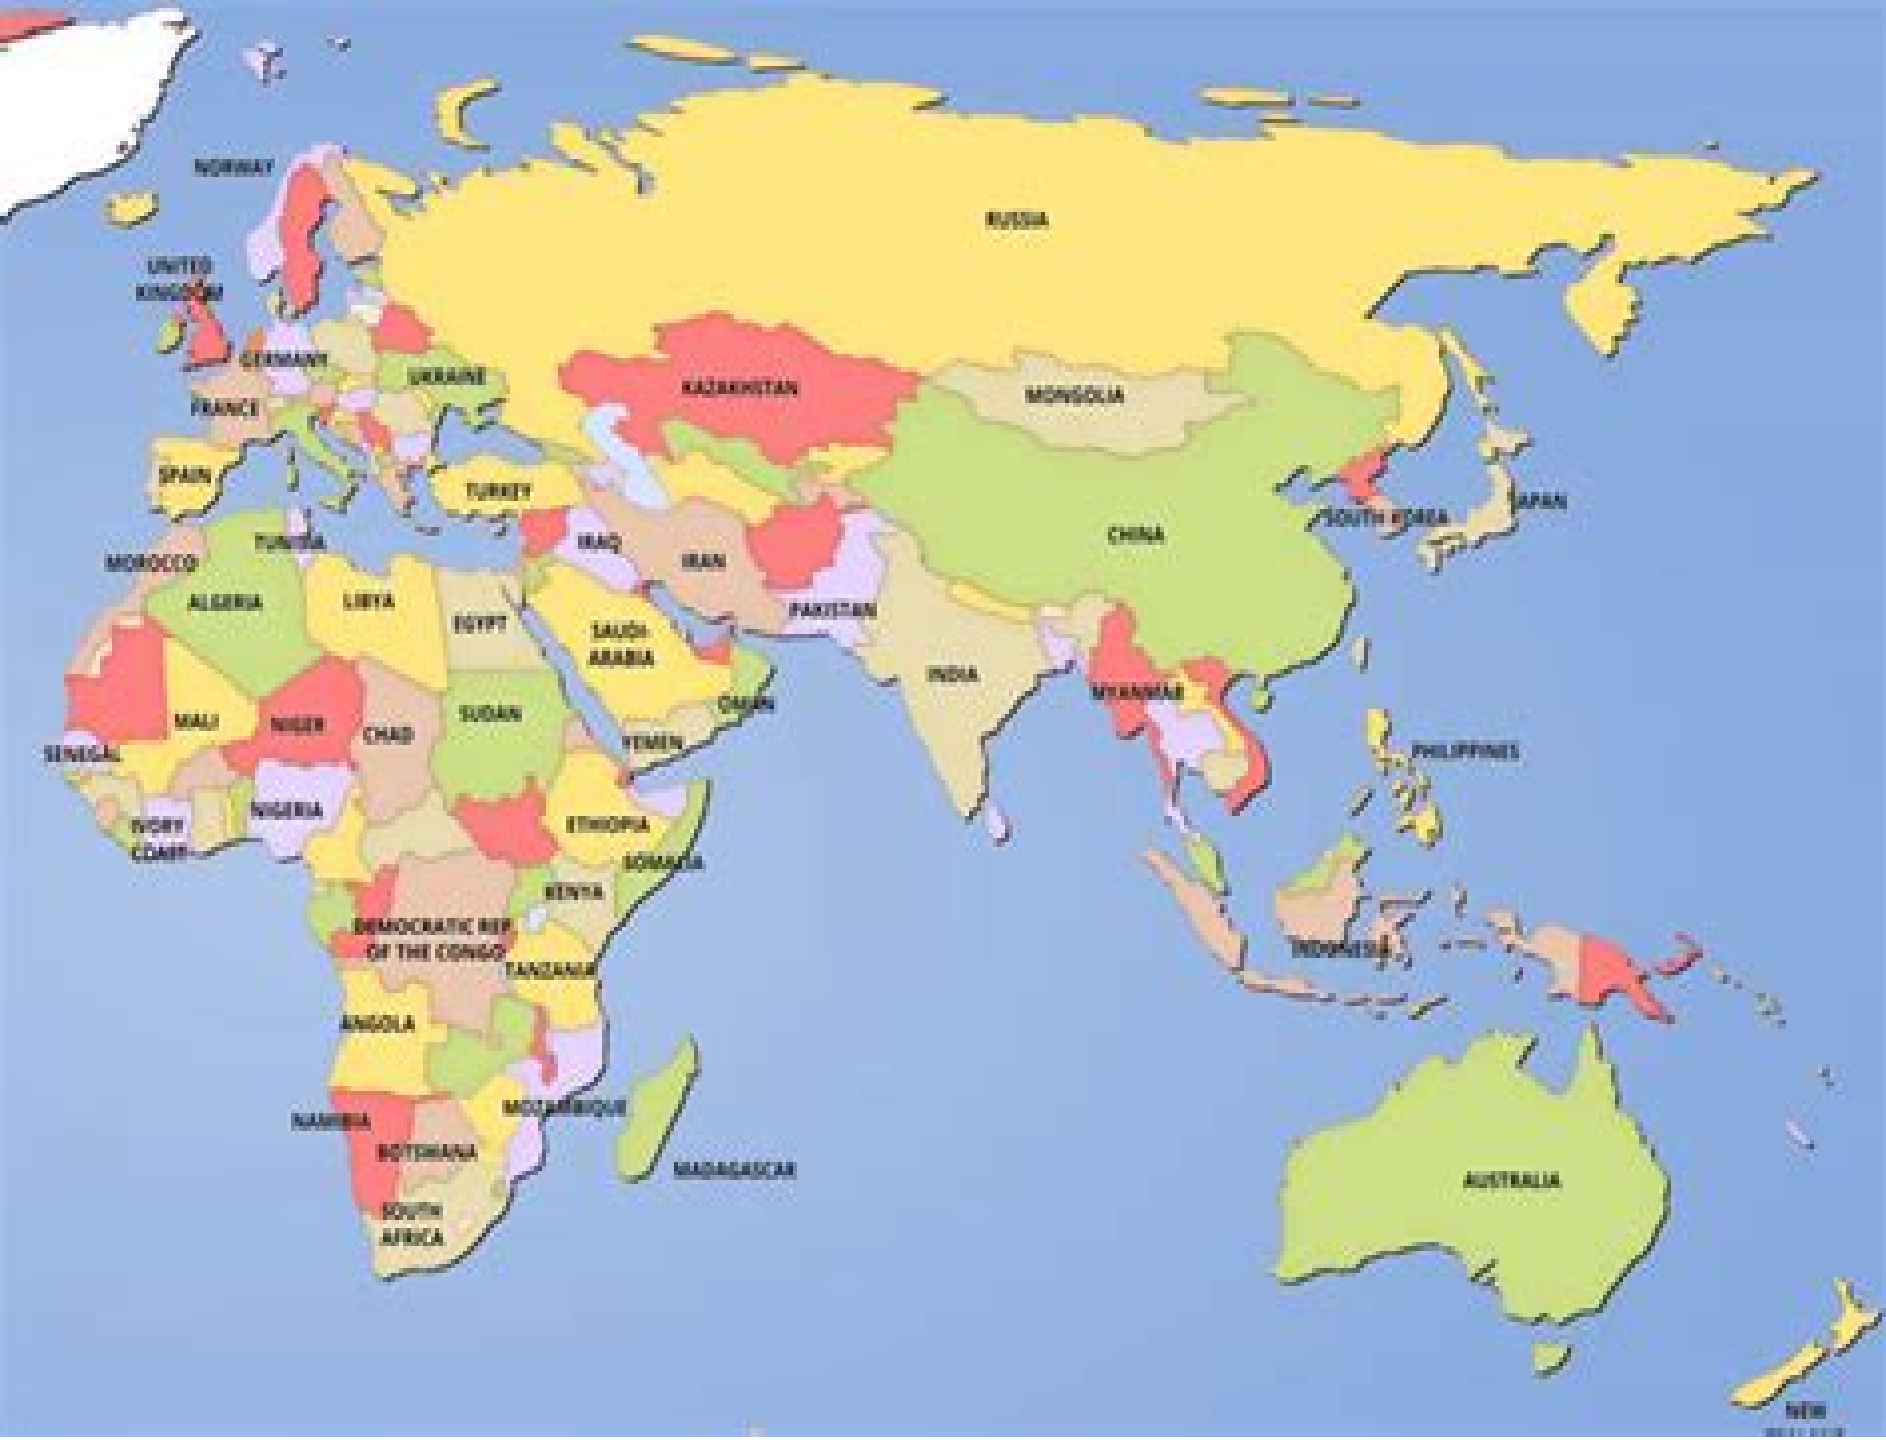 NORWAY
RUSSIA
UNITED
KINGDOM
GERMANY
UKRAINE
KAZAKHSTAN
MONGOLIA
FRANCE
SPAIN
TURKEY
JAPAN
SOUTH KOREA
TUNISIA
IRAQ
IRAN
CHINA
MOROCCO
ALGERIA
LIBYA
EGYPT
PAKISTAN
SAUDI-
ARABIA
INDIA
MYANMAR
OMAN
MALI
NIGER
CHAD
SUDAN
YEMEN
SENEGAL
PHILIPPINES
NIGERIA
IVORY
COAST
ETHIOPIA
SOMALIA
KENYA
DEMOCRATIC REP.
OF THE CONGO
INDONESIA
TANZANIA
ANGOLA
MOZAMBIQUE
NAMIBIA
BOTSWANA
MADAGASCAR
AUSTRALIA
SOUTH
AFRICA
NEW